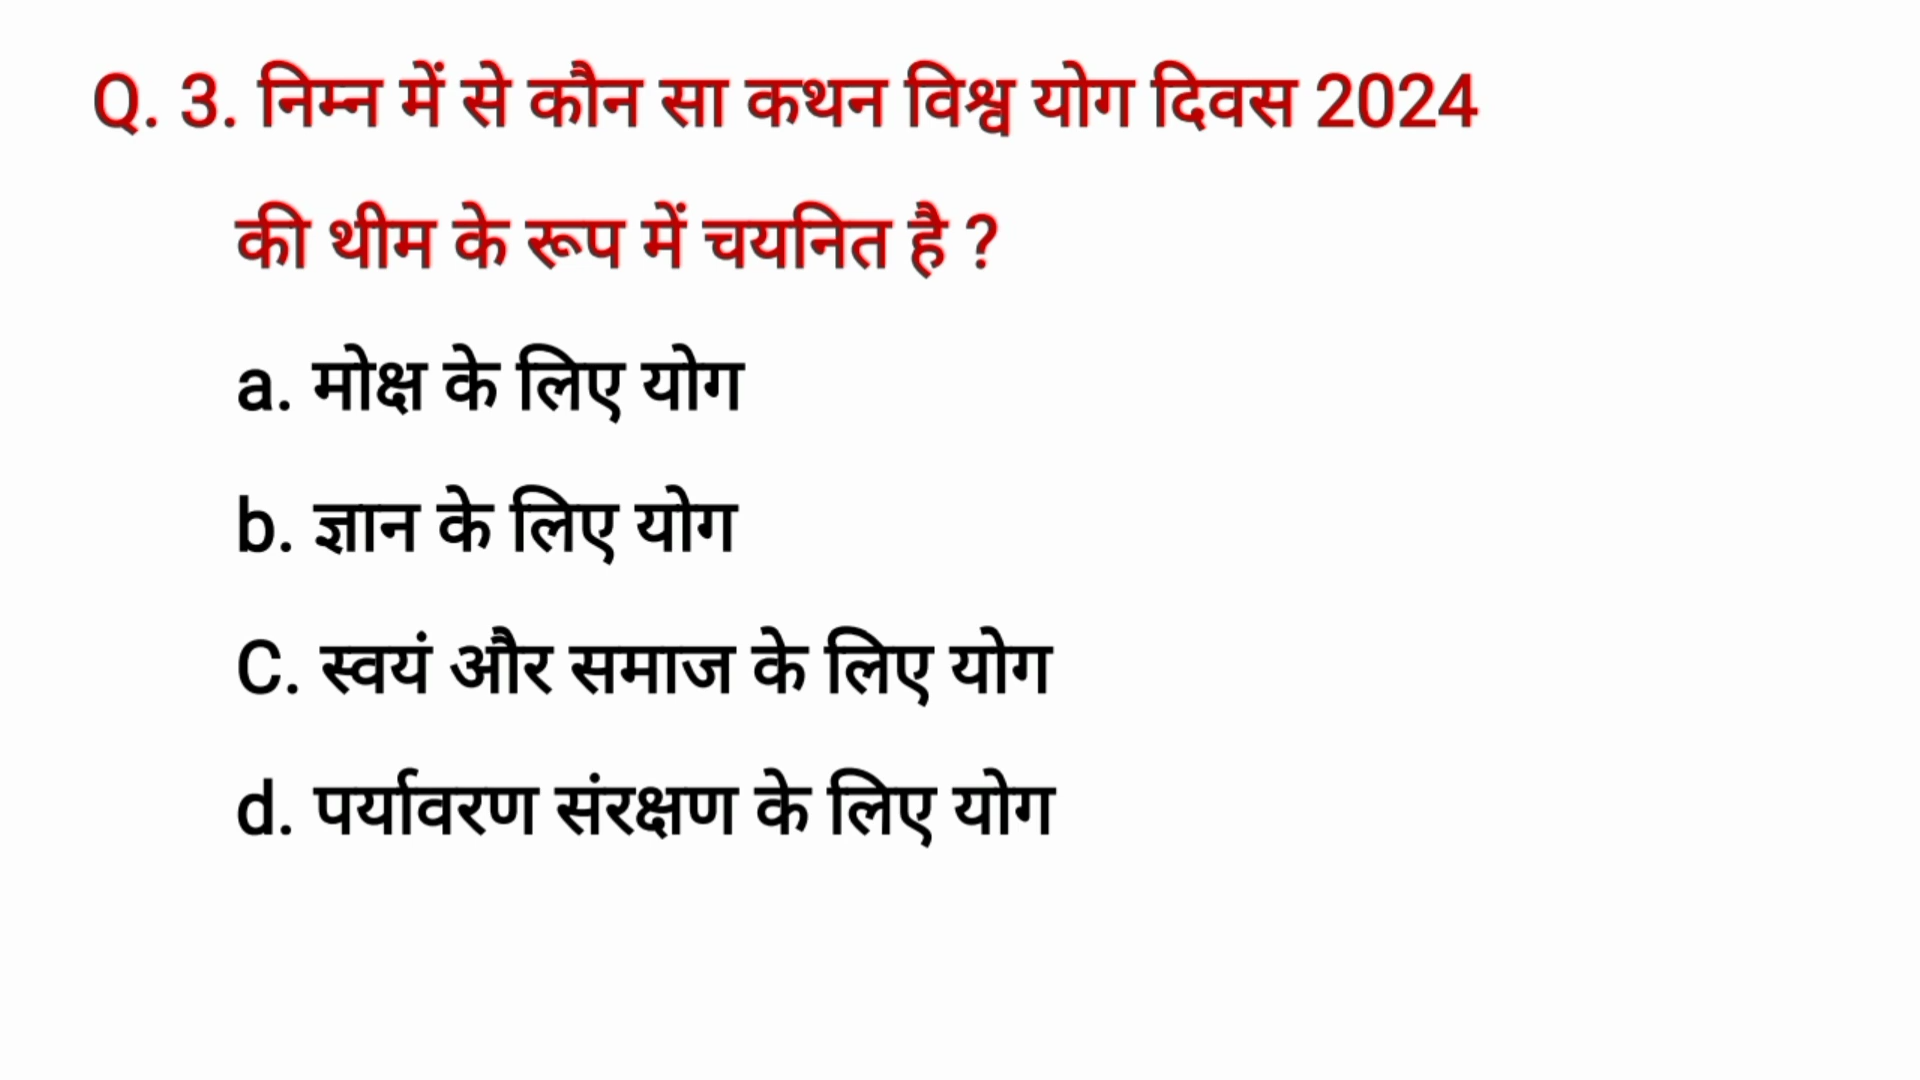 Q. 3. निम्न में से कौन सा कथन विश्व योग दिवस 2024
की थीम के रूप में चयनित है ?
a. मोक्ष के लिए योग
b. ज्ञान के लिए योग
C. स्वयं और समाज के लिए योग
d. पर्यावरण संरक्षण के लिए योग